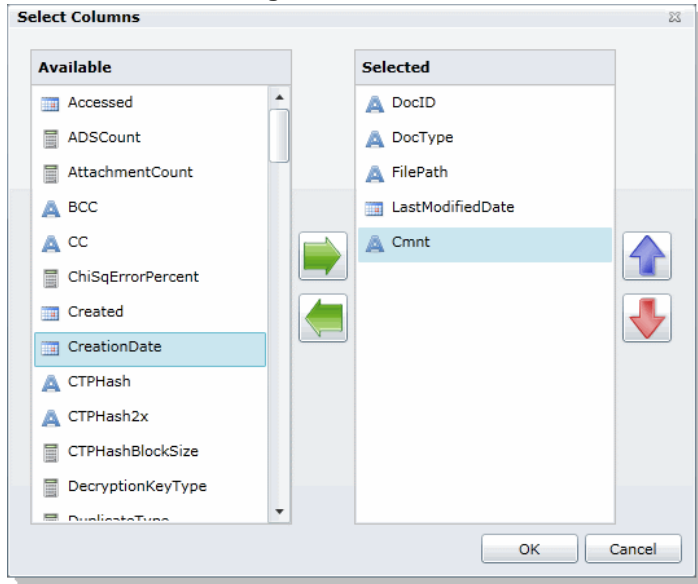 Select Columns
Available
Accessed
ADSCount
AttachmentCount
BCC
CC
ChiSqErrorPercent
Created
CreationDate
CTPHash
CTPHash2x
CTPHashBlockSize
DecryptionKeyType
DuplicateType
Selected
DocID
DocType
FilePath
LastModifiedDate
Cmnt
OK
Cancel